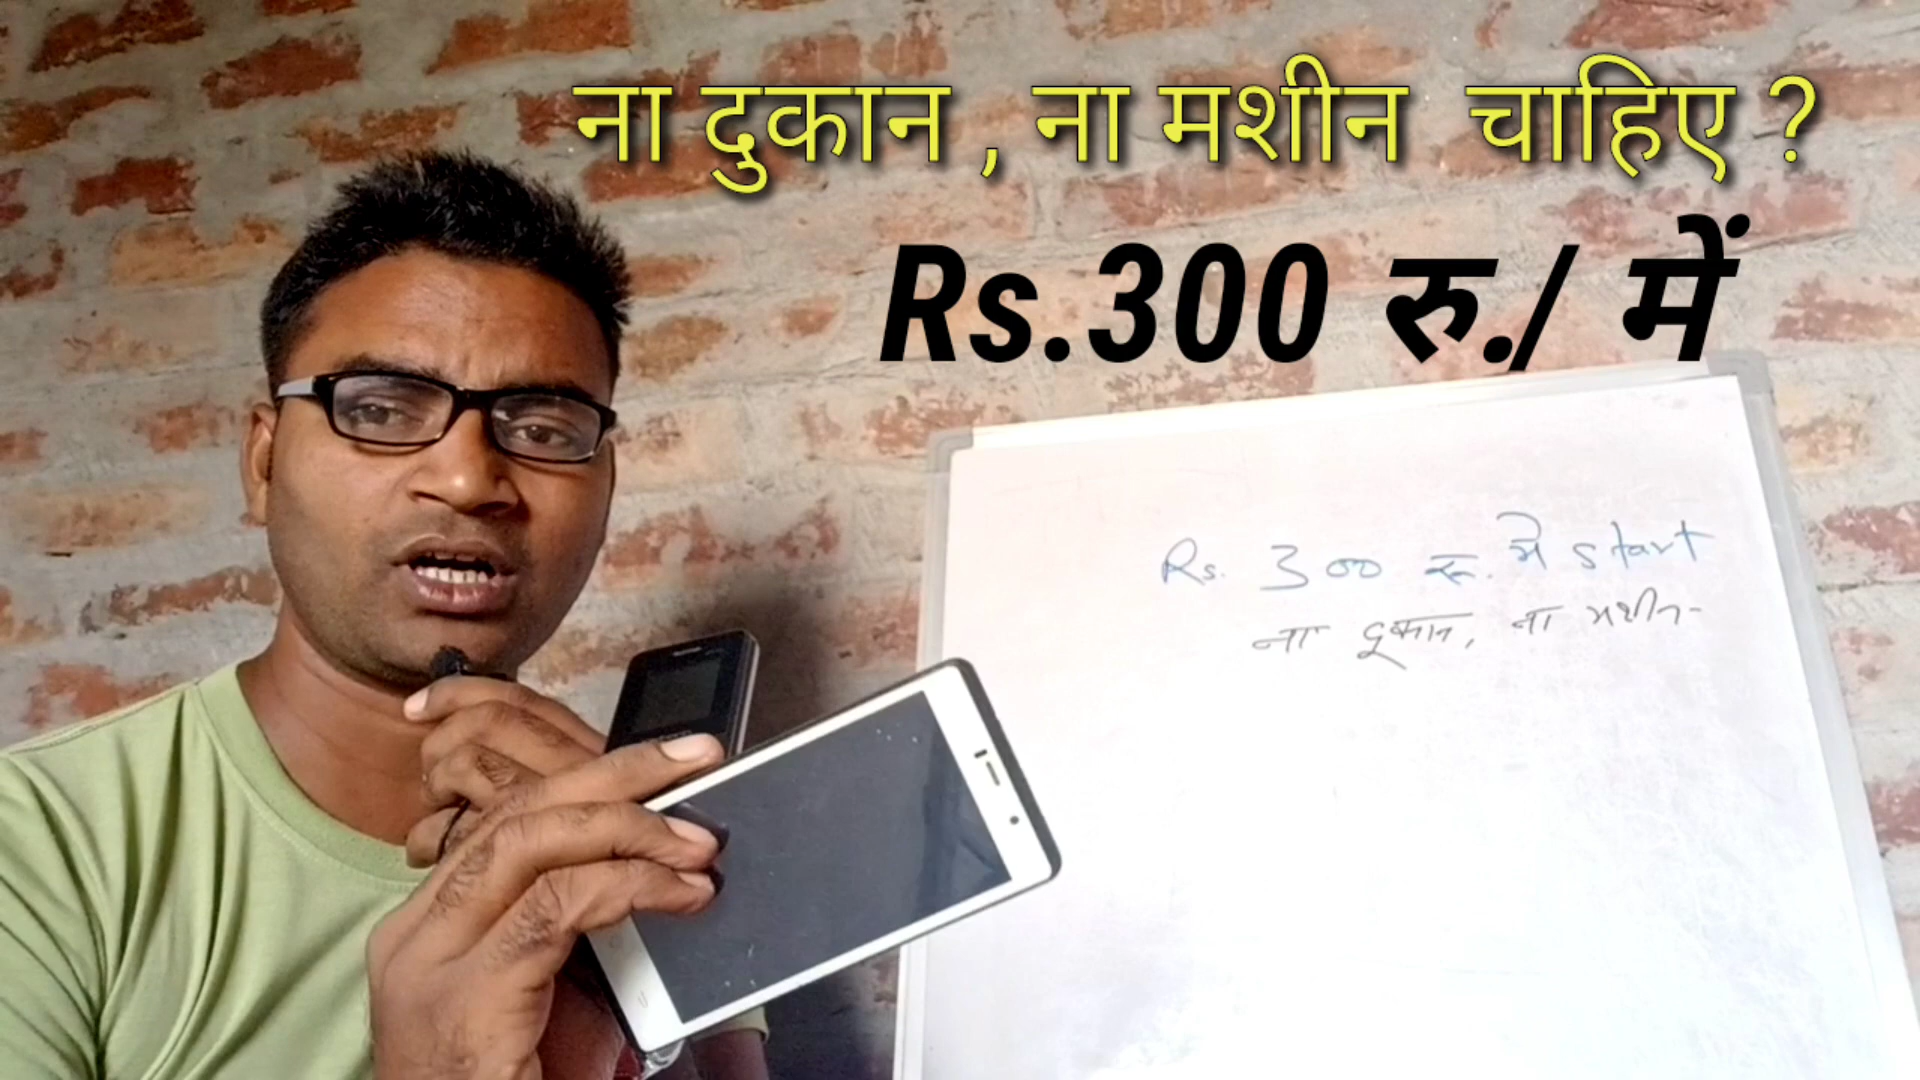 ना दुकान , ना मशीन चाहिए ?
Rs.300 रु./ में
Rs. 300 रू. में start
ना दूकान, ना मशीन-